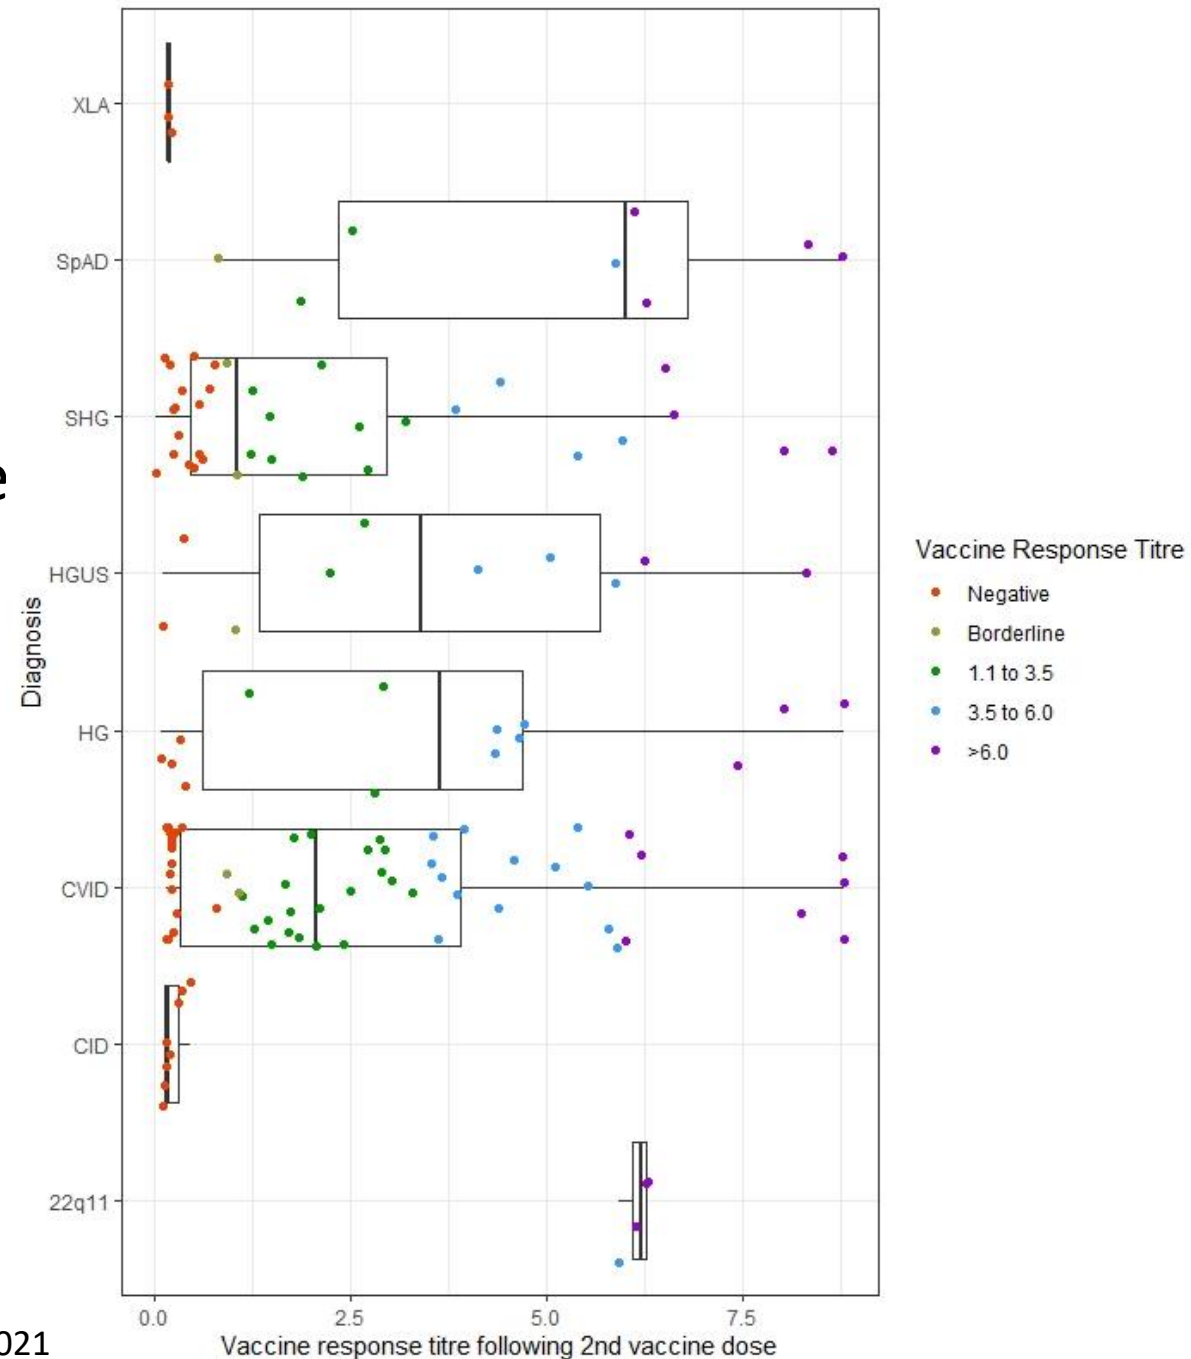 XLA
SpAD
SHG
e
HGUS
Diagnosis
HG
CVID
CID
22q11
0.0 2.5 5.0 7.5
Vaccine response titre following 2nd vaccine dose
021
Vaccine Response Titre
Negative
Borderline
1.1 to 3.5
3.5 to 6.0
>6.0